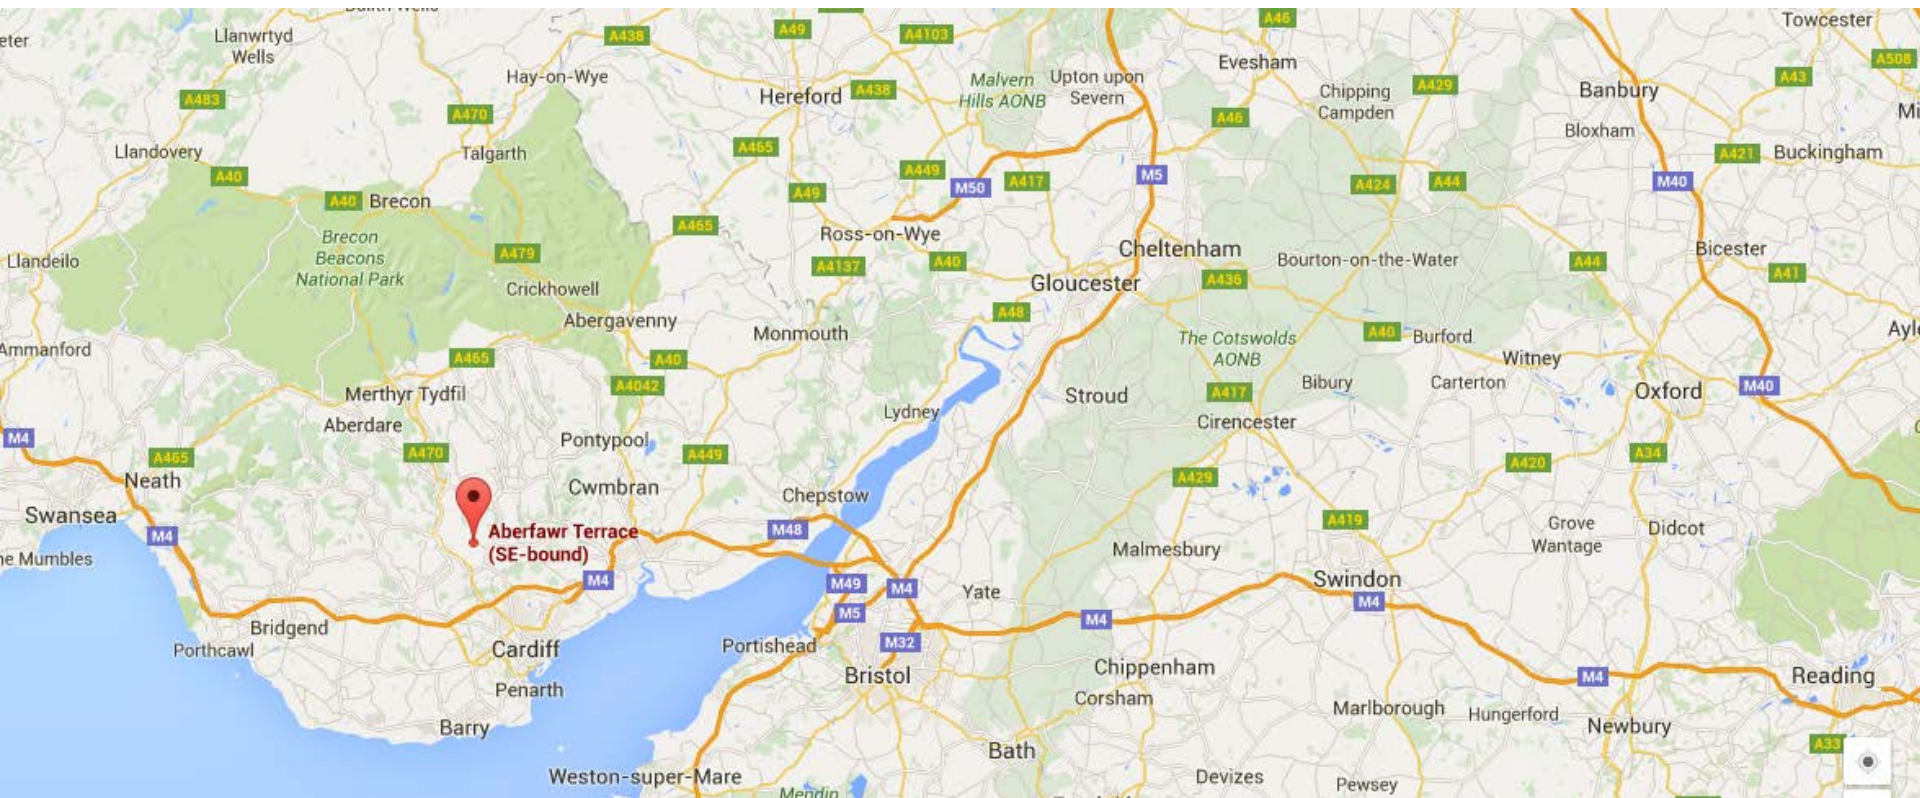 Llanwrtyd
Wells
A438
A49
A4103
A46
Towcester
Evesham
A508
A43
Hay-on-Wye
Malvern
Hills AONB
Upton upon
Severn
A429
Banbury
Hereford
A438
Chipping
Campden
A483
A470
A46
Bloxham
A465
Llandovery
Talgarth
A421
Buckingham
A40
A449
A417
M50
M5
A424
A44
M40
A40
Brecon
A49
A465
Ross-on-Wye
Brecon
Beacons
National Park
A479
Cheltenham
Bicester
Llandeilo
A4137
A40
Bourton-on-the-Water
A44
A41
Crickhowell
Gloucester
A436
A48
Abergavenny
Monmouth
The Cotswolds
AONB
A40
Burford
Ammanford
A465
A40
Witney
Merthyr Tydfil
A4042
Stroud
A417
Bibury
Carterton
Oxford
M40
Aberdare
Lydney
Cirencester
M4
Pontypool
A465
A470
A449
A420
A34
Neath
Cwmbran
Chepstow
A429
Swansea
M48
A419
Grove
Wantage
Didcot
M4
Aberfawr Terrace
(SE-bound)
Malmesbury
Mumbles
M4
M49
M4
Yate
Swindon
M4
M5
M4
Bridgend
Porthcawl
Cardiff
Portishead
M32
Bristol
Chippenham
M4
Reading
Penarth
Corsham
Marlborough
Hungerford
Newbury
Barry
Bath
A33
Weston-super-Mare
Devizes
Pewsey
Mendip